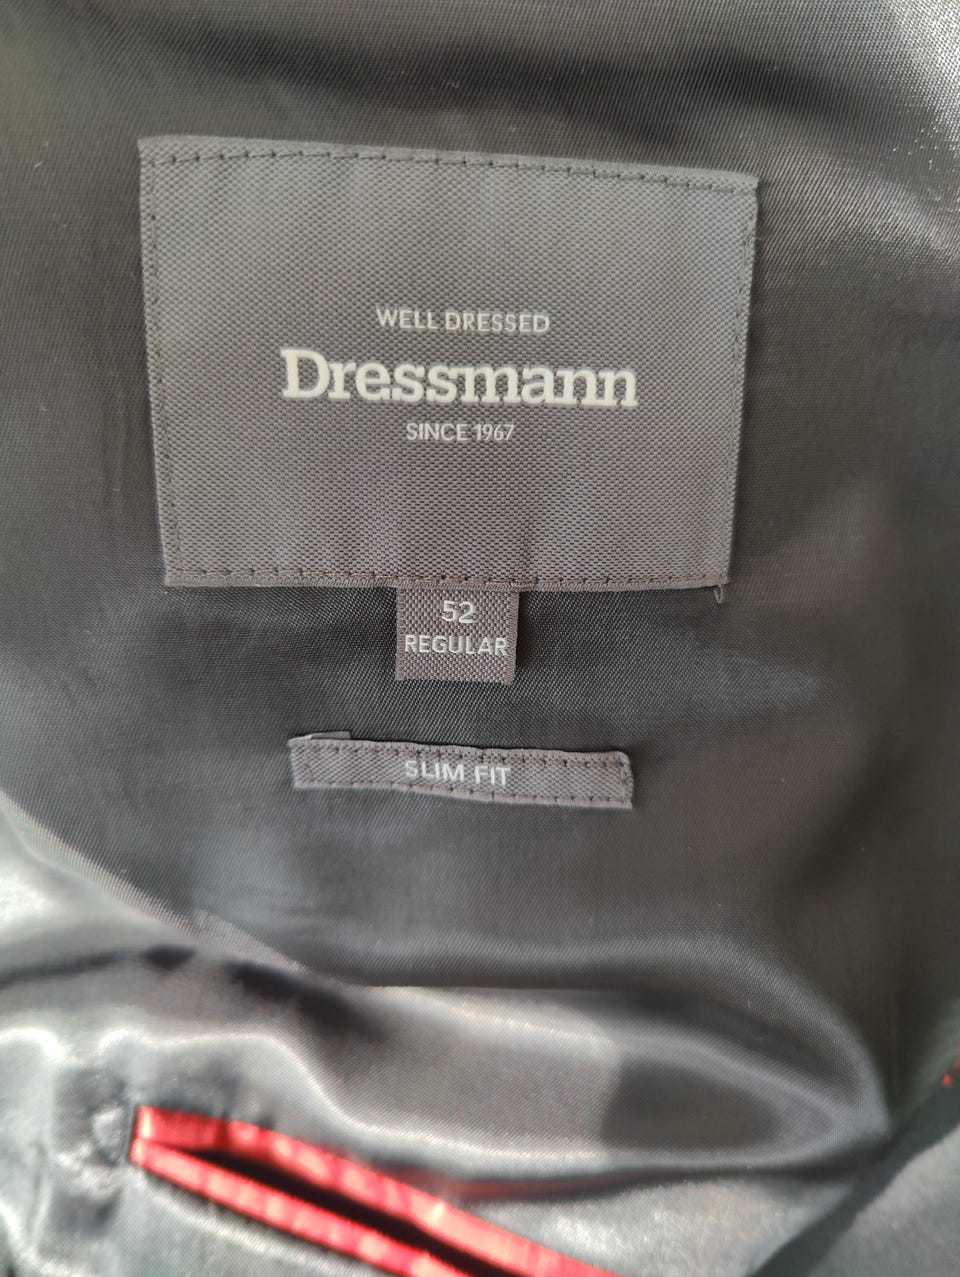 WELL DRESSED
Dressmann
SINCE 1967
52
REGULAR
SLIM FIT